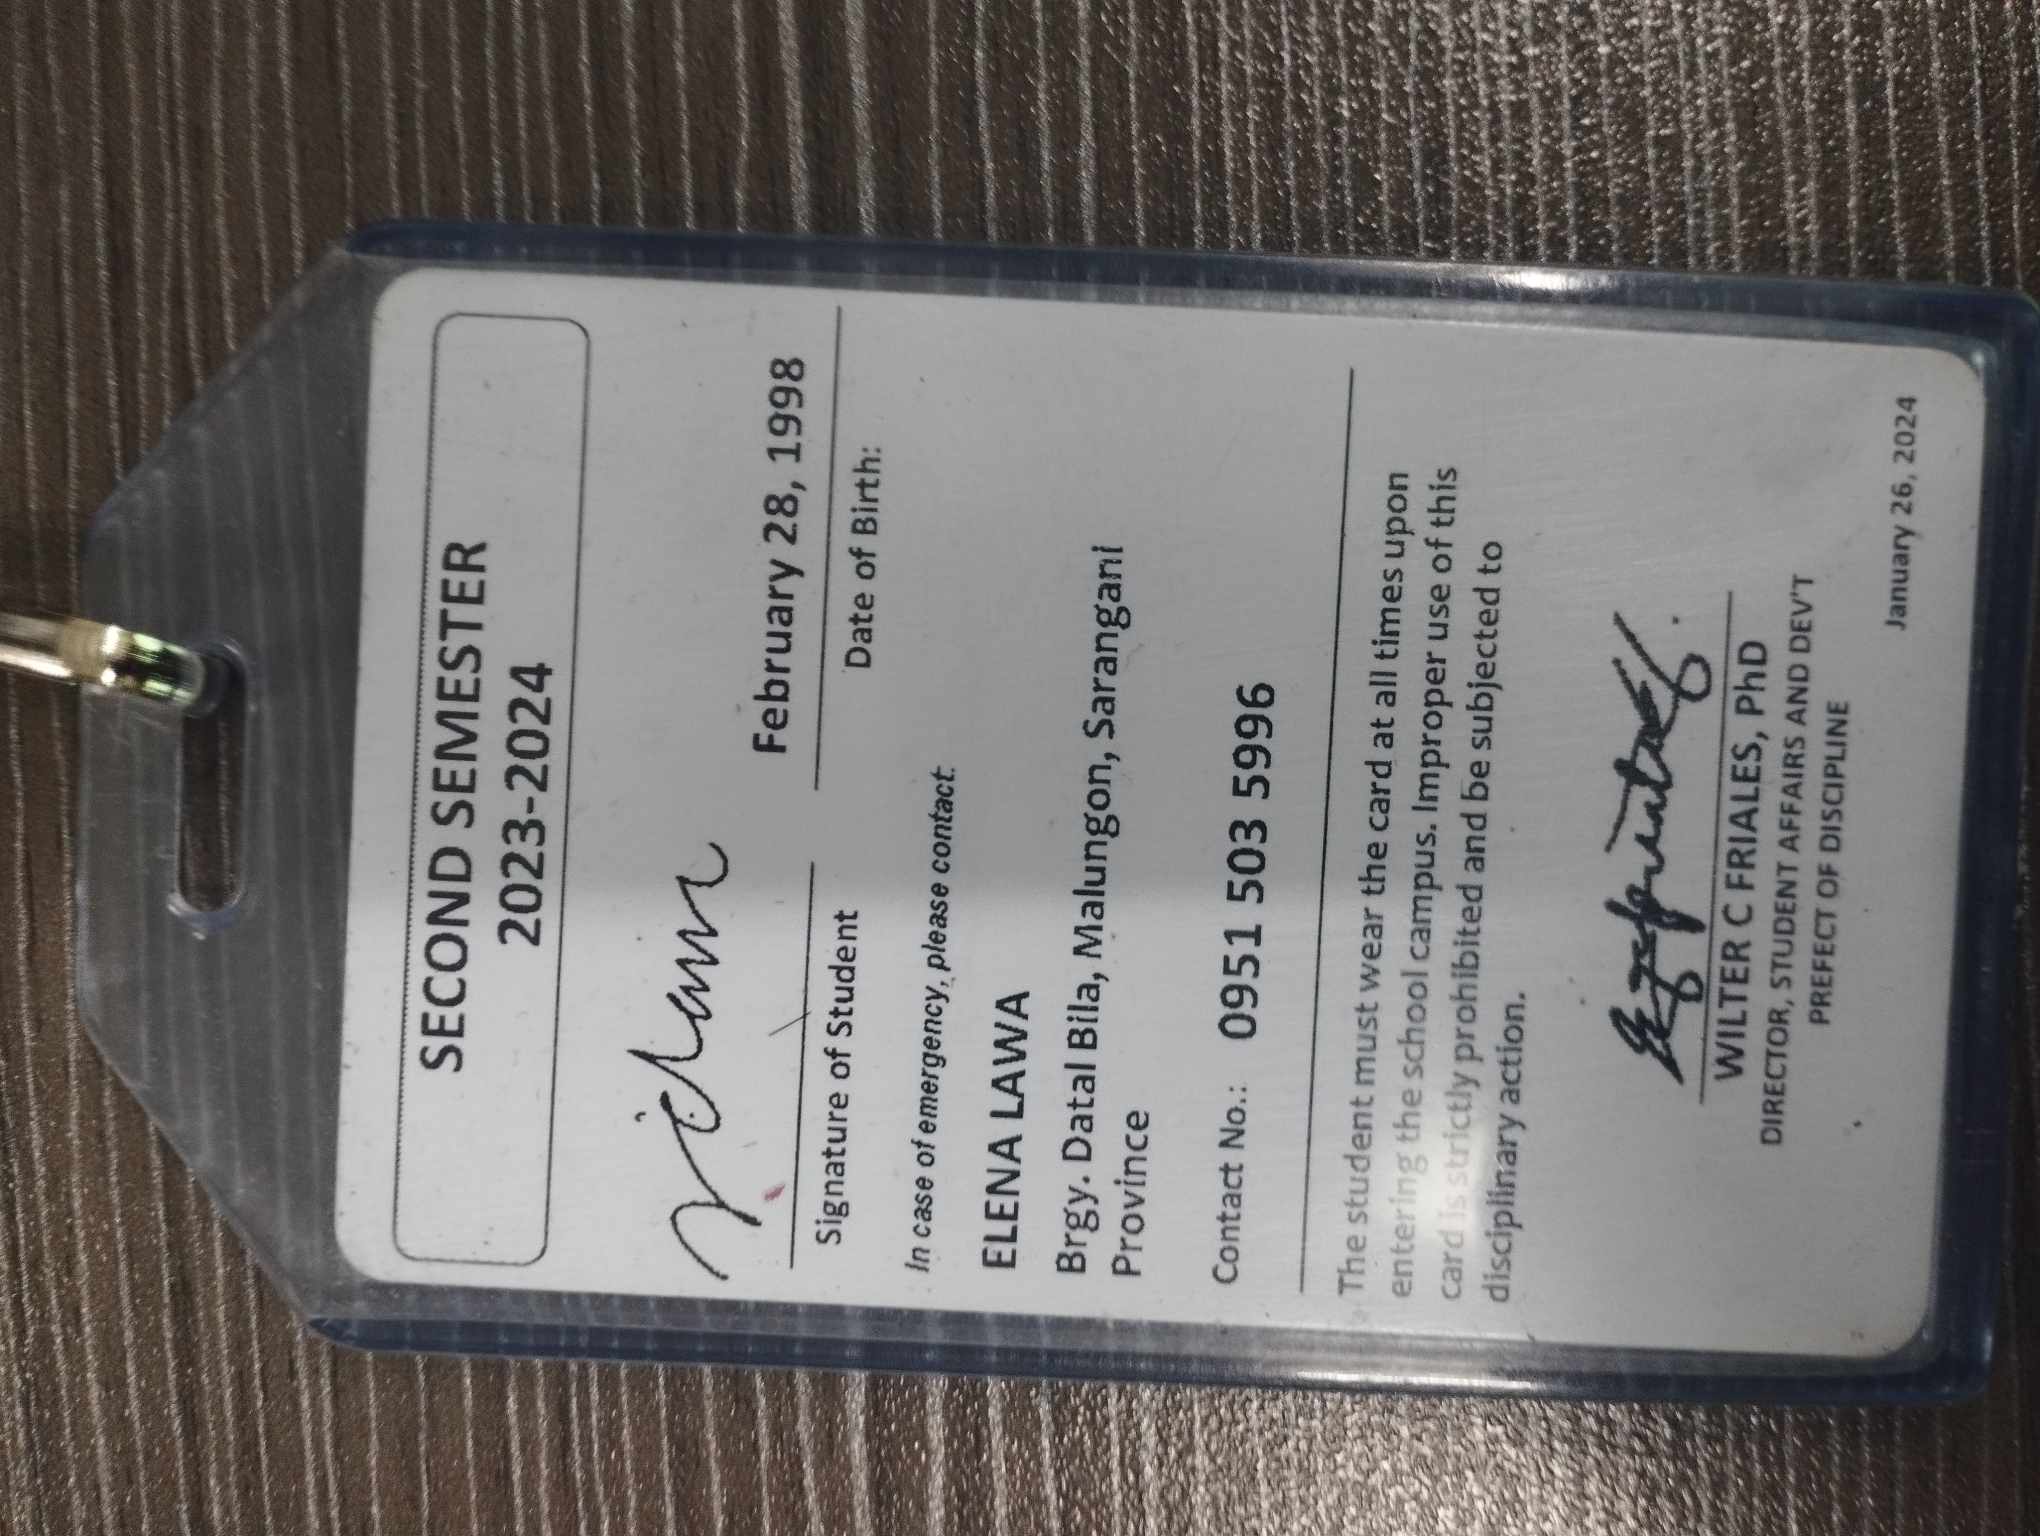 SECOND SEMESTER
2023-2024
February 28, 1998
Signature of Student
Date of Birth:
In case of emergency, please contact:
ELENA LAWA
Brgy. Datal Bila, Malungon, Sarangani
Province
Contact No.: 0951 503 5996
The student must wear the card at all times upon
entering the school campus. Improper use of this
card is strictly prohibited and be subjected to
disciplinary action.
WILTER C FRIALES, PhD
DIRECTOR, STUDENT AFFAIRS AND DEV'T
PREFECT OF DISCIPLINE
January 26, 2024